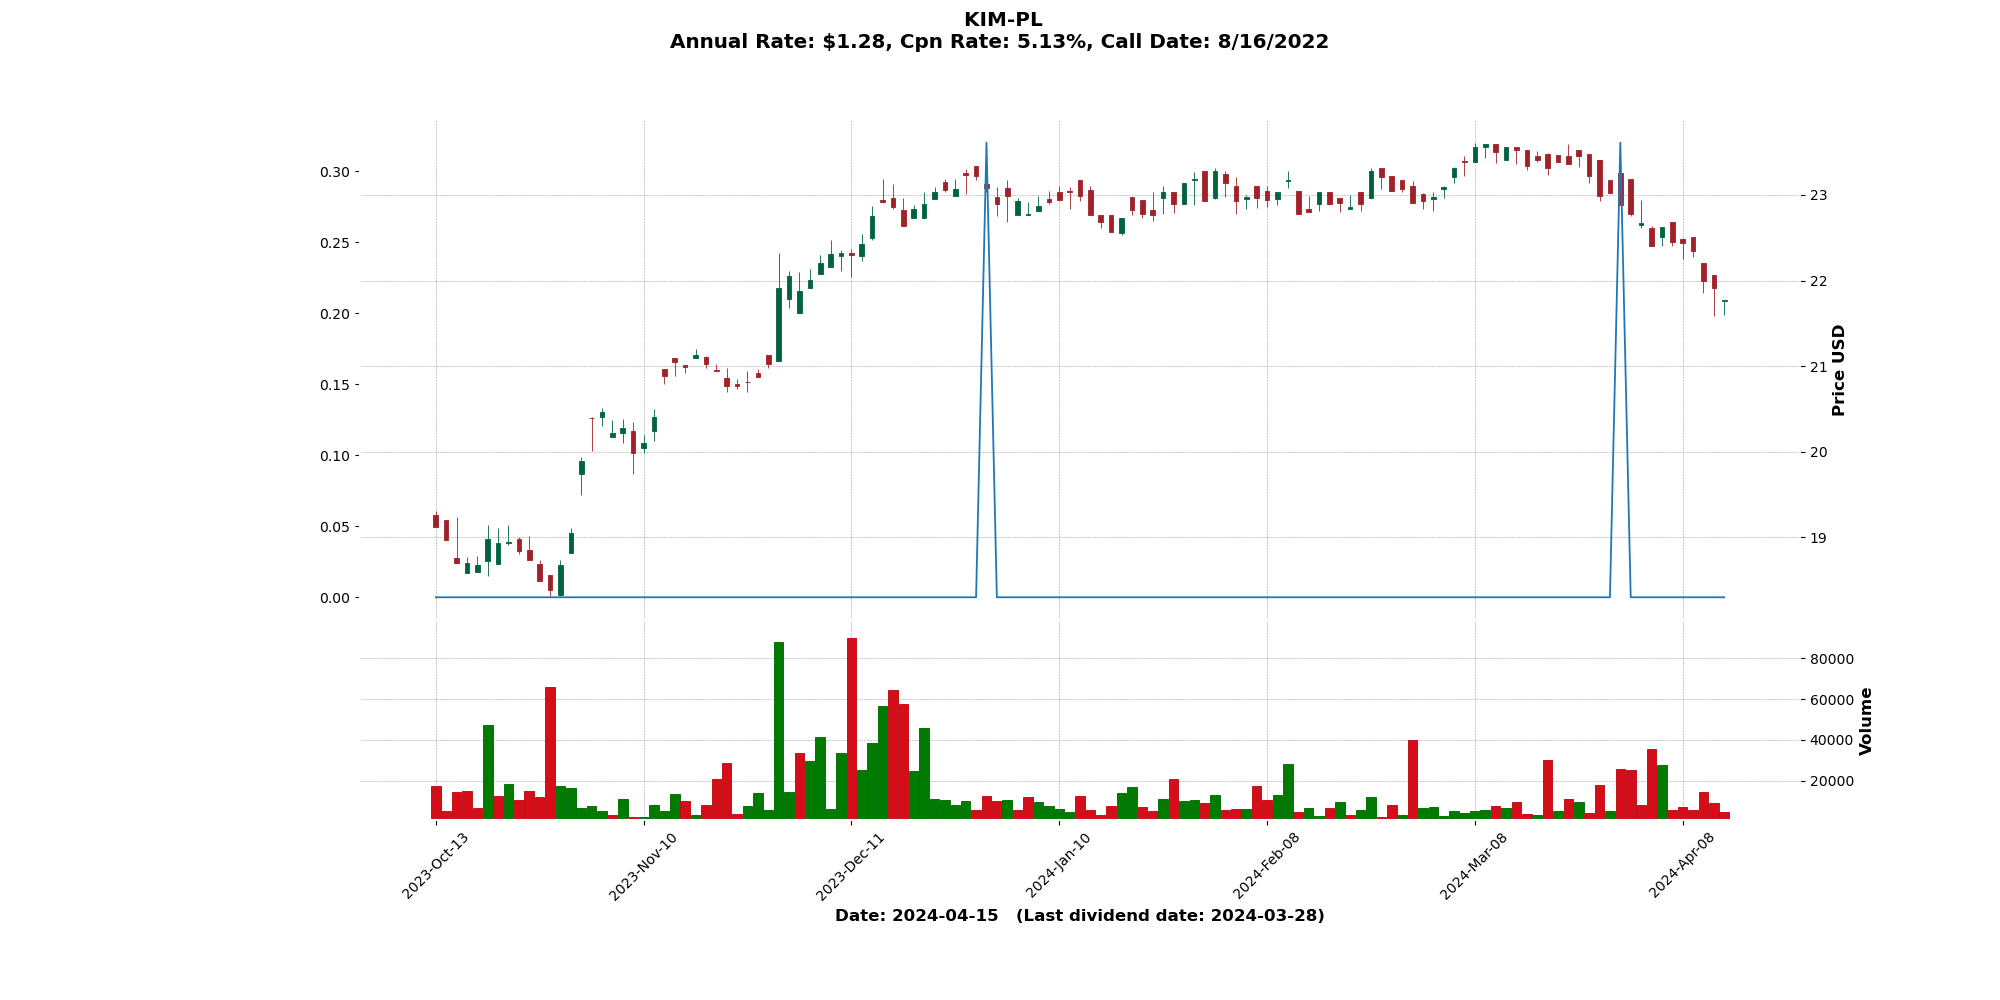 KIM-PL
Annual Rate: $1.28, Cpn Rate: 5.13%, Call Date: 8/16/2022
0.30
0.25
0.20
0.15
0.10
0.05
0.00
23
22
21
20
19
Price USD
80000
60000
40000
20000
Volume
2023-Oct-13
2023-Nov-10
2023-Dec-11
2024-Jan-10
2024-Feb-08
2024-Mar-08
2024-Apr-08
Date: 2024-04-15 (Last dividend date: 2024-03-28)